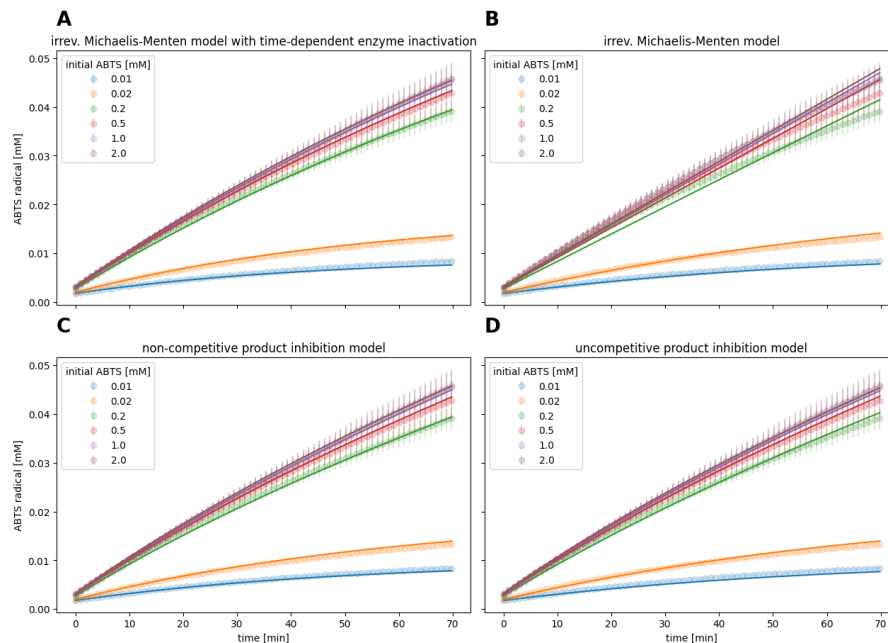 A
irrev. Michaelis-Menten model with time-dependent enzyme inactivation
0.05
0.04
0.03
0.02
0.01
0.00
ABTS radical [mM]
initial ABTS [mM]
0.01
0.02
0.2
0.5
1.0
2.0
B
irrev. Michaelis-Menten model
initial ABTS [mM]
0.01
0.02
0.2
0.5
1.0
2.0
C
non-competitive product inhibition model
0.05
0.04
0.03
0.02
0.01
0.00
ABTS radical [mM]
initial ABTS [mM]
0.01
0.02
0.2
0.5
1.0
2.0
0 10 20 30 40 50 60 70
time [min]
D
uncompetitive product inhibition model
initial ABTS [mM]
0.01
0.02
0.2
0.5
1.0
2.0
0 10 20 30 40 50 60 70
time [min]